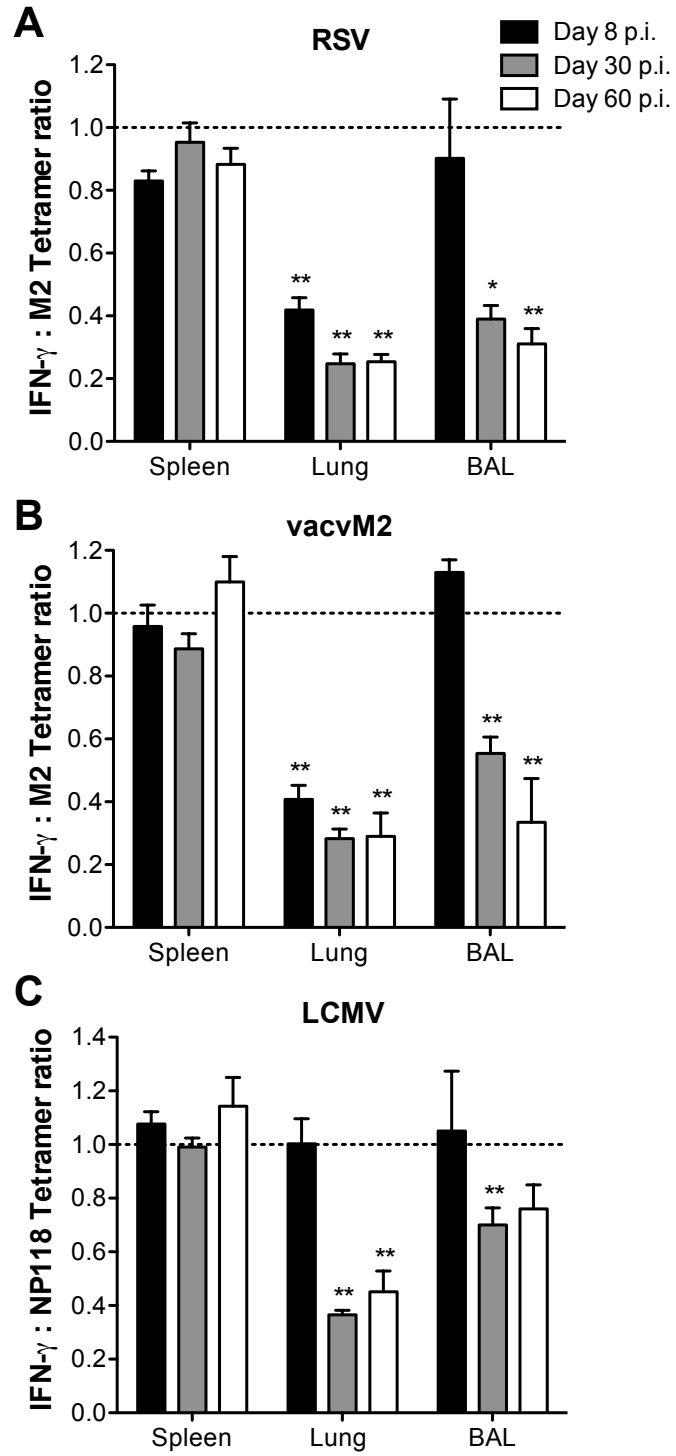 A
RSV
Day 8 p.i.
Day 30 p.i.
Day 60 p.i.
IFN-γ : M2 Tetramer ratio
1.2
1.0
0.8
0.6
0.4
0.2
0.0
** ** **
* **
Spleen Lung BAL
B
vacvM2
IFN-γ : M2 Tetramer ratio
1.2
1.0
0.8
0.6
0.4
0.2
0.0
** ** **
** **
Spleen Lung BAL
C
LCMV
IFN-γ : NP118 Tetramer ratio
1.4
1.2
1.0
0.8
0.6
0.4
0.2
0.0
** **
**
Spleen Lung BAL